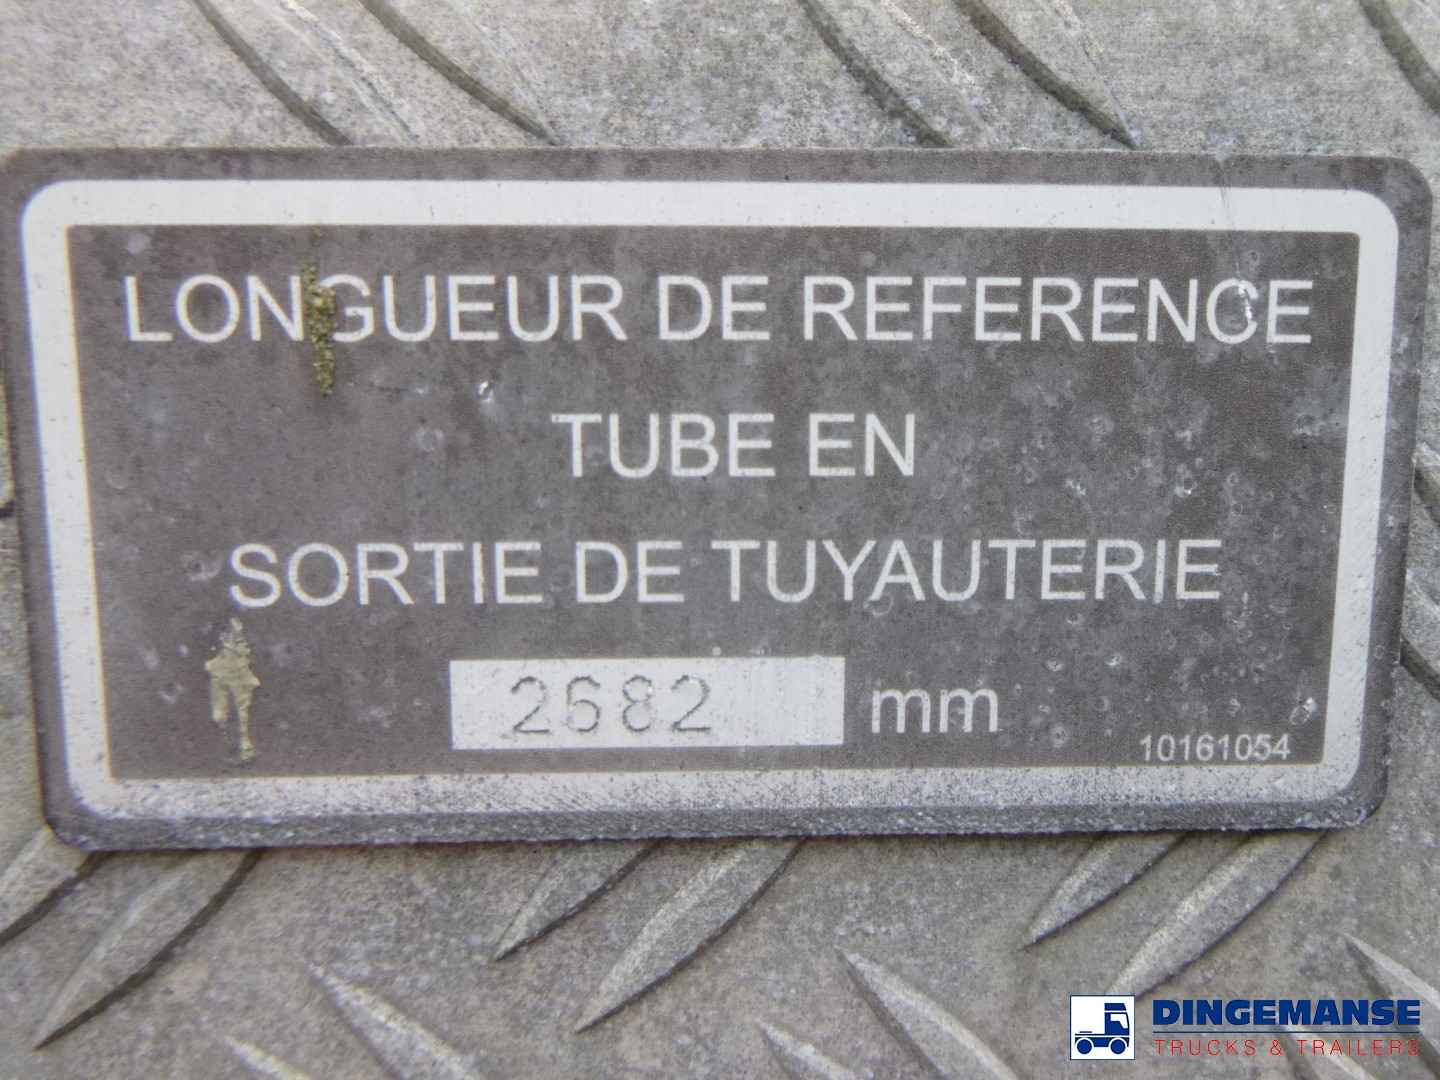 LONGUEUR DE REFERENCE
TUBE EN
SORTIE DE TUYAUTERIE
2682 mm
10161054
DINGEMANSE
TRUCKS & TRAILERS